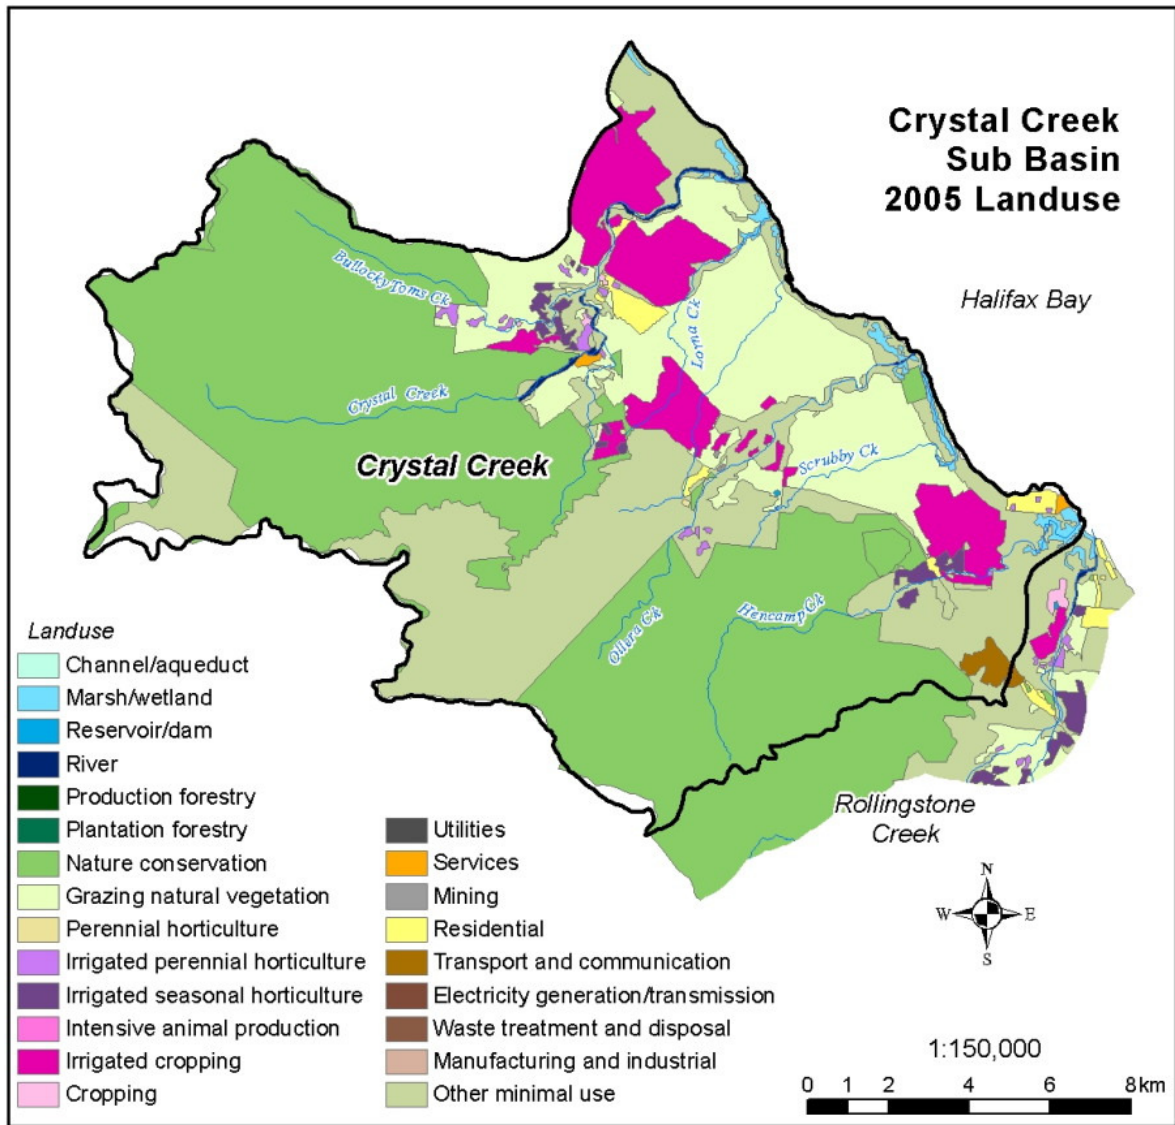 Crystal Creek
Sub Basin
2005 Landuse
Halifax Bay
BullockyToms Ck
Lorna Ck
Crystal Creek
Crystal Creek
Scrubby Ck
Ollera Ck
Hencamp Ck
Rollingstone
Creek
Landuse
Channel/aqueduct
Marsh/wetland
Reservoir/dam
River
Production forestry
Plantation forestry
Nature conservation
Grazing natural vegetation
Perennial horticulture
Irrigated perennial horticulture
Irrigated seasonal horticulture
Intensive animal production
Irrigated cropping
Cropping
Utilities
Services
Mining
Residential
Transport and communication
Electricity generation/transmission
Waste treatment and disposal
Manufacturing and industrial
Other minimal use
N
W E
S
1:150,000
0 1 2 4 6 8 km